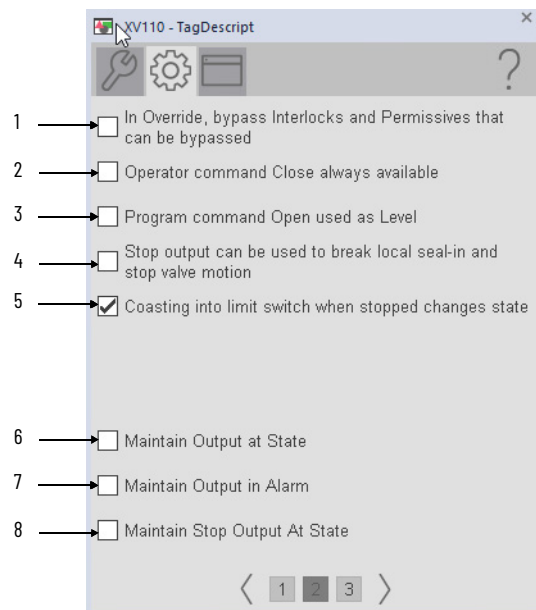 XV110 - TagDescript
×
?
1
In Override, bypass Interlocks and Permissives that
can be bypassed
2
Operator command Close always available
3
Program command Open used as Level
4
Stop output can be used to break local seal-in and
stop valve motion
5
Coasting into limit switch when stopped changes state
6
Maintain Output at State
7
Maintain Output in Alarm
8
Maintain Stop Output At State
1 2 3